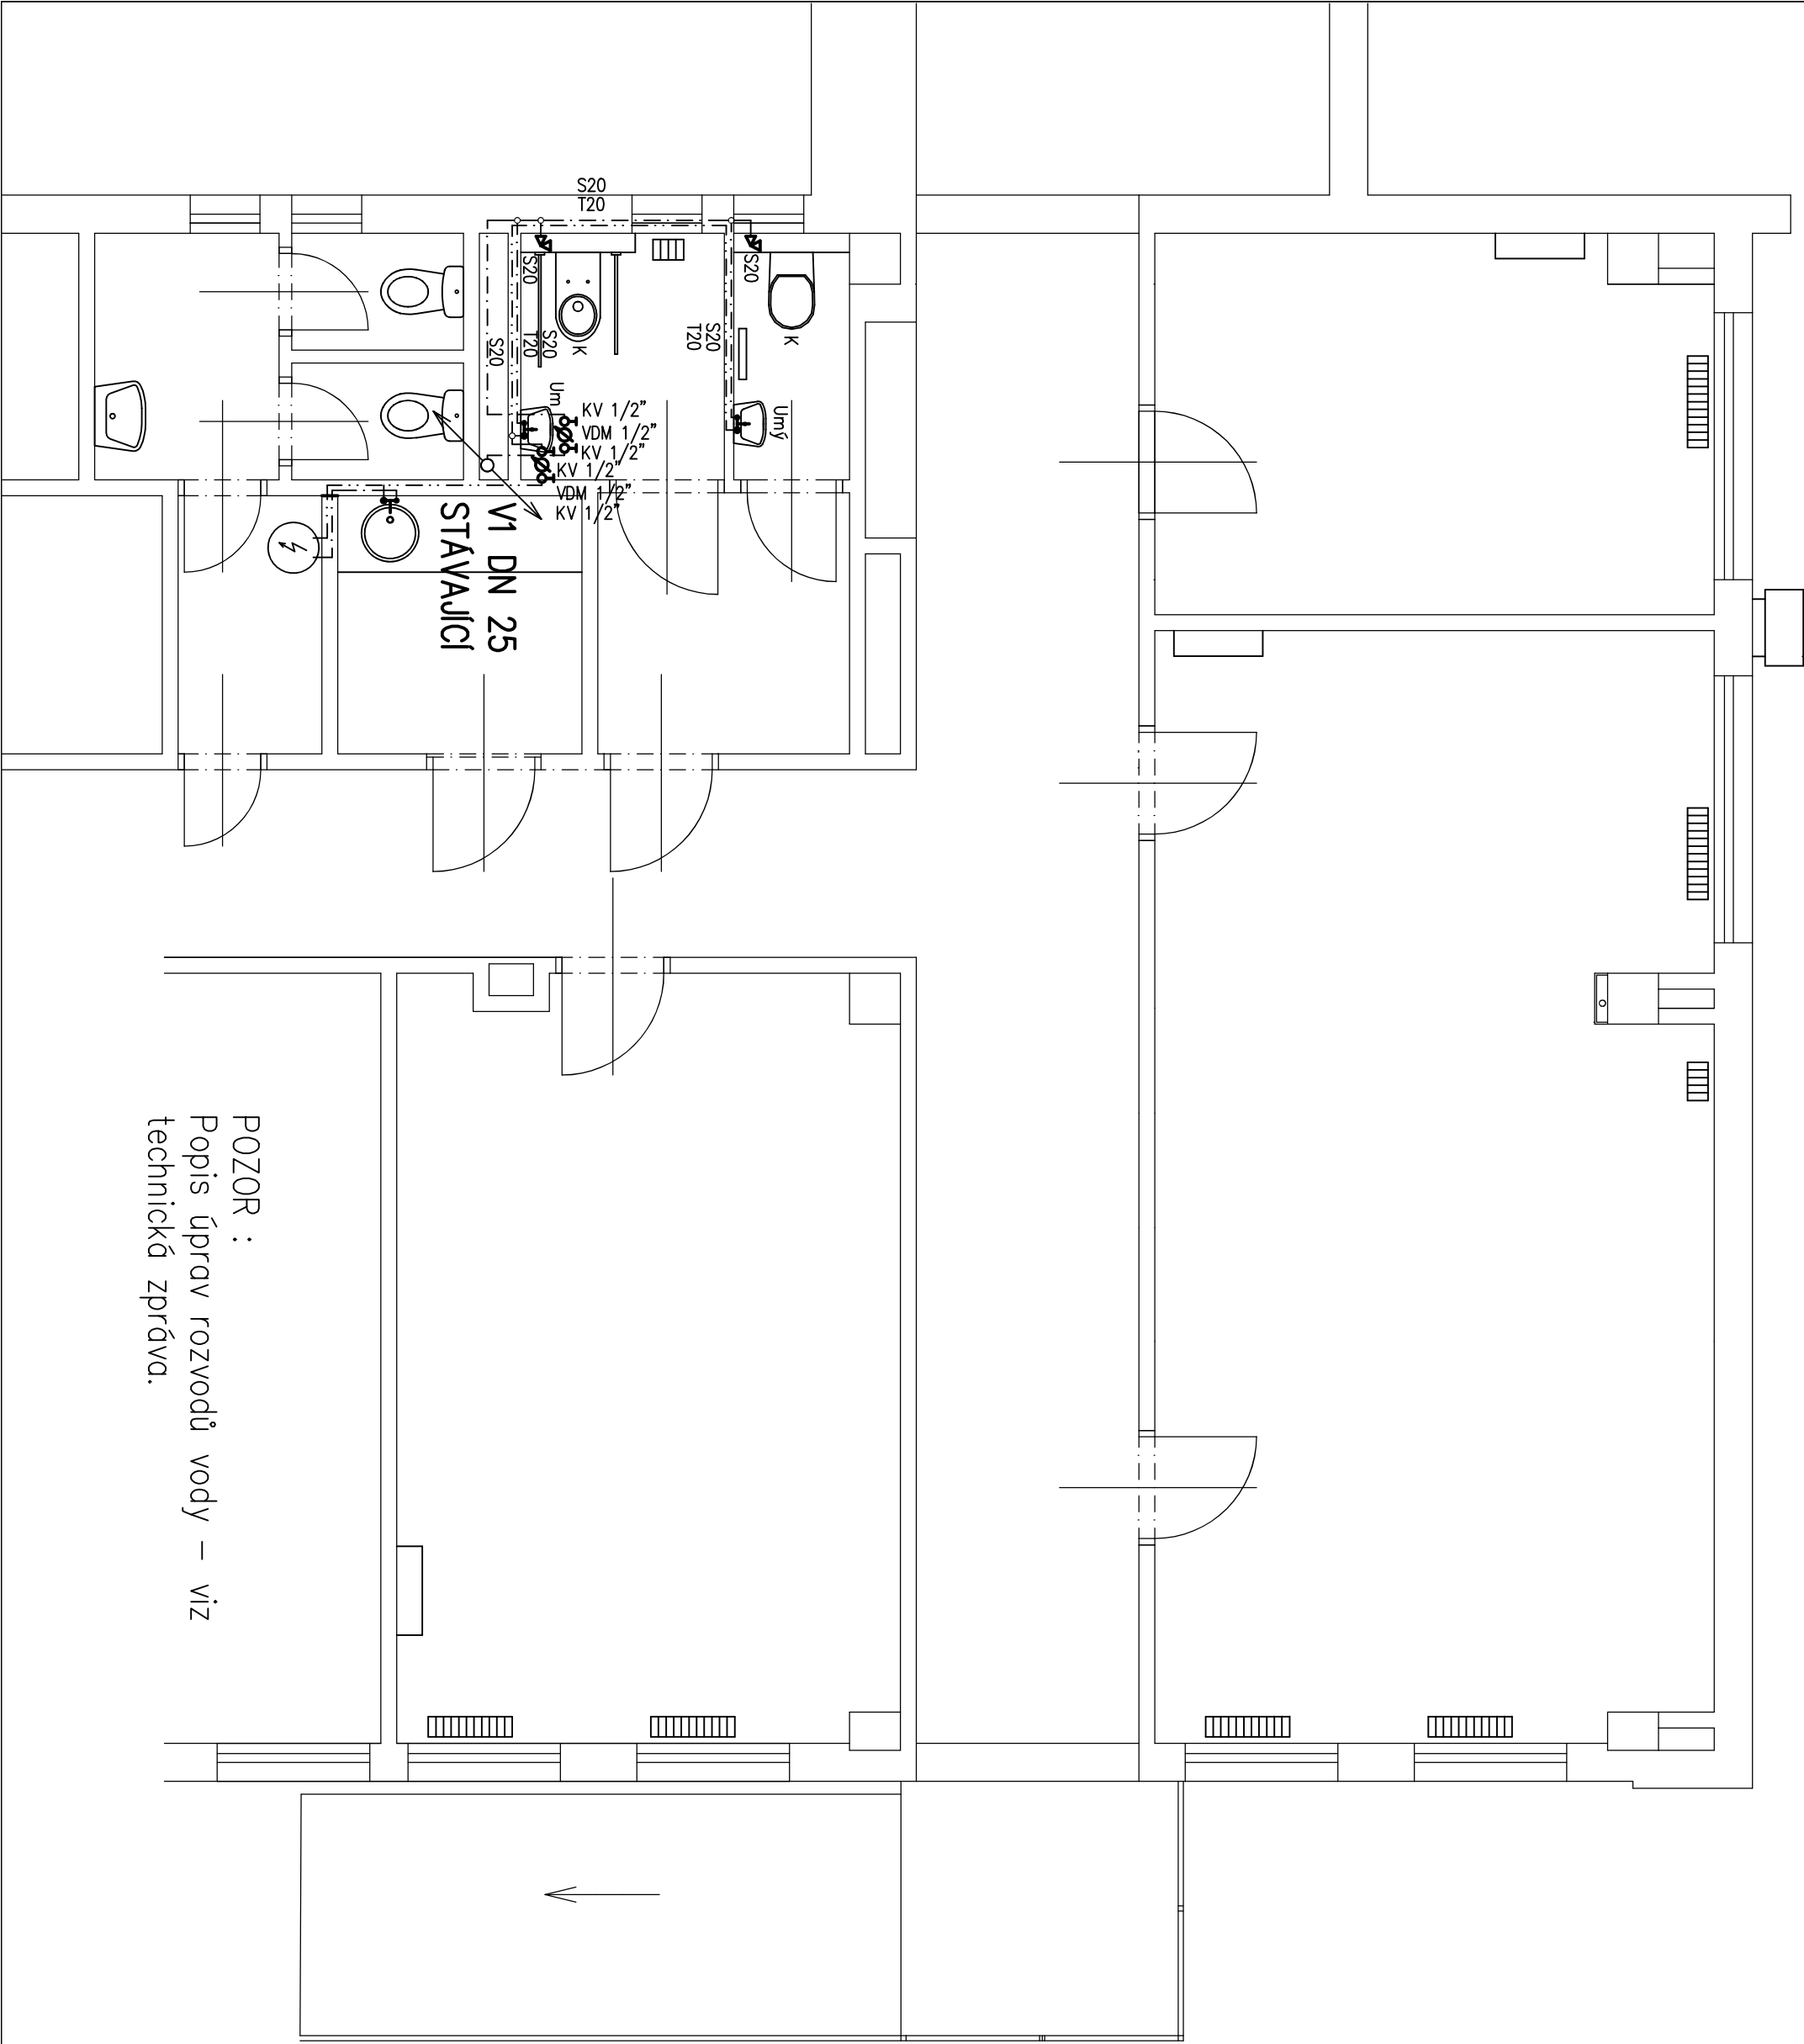 S20
T20
S20
S20
S20
T20
S20
T20
S20
K
K
Um
Umý
KV 1/2"
VDM 1/2"
KV 1/2"
KV 1/2"
VDM 1/2"
KV 1/2"
V1 DN 25
STÁVAJÍCÍ
POZOR :
Popis úprav rozvodů vody – viz
technická zpráva.